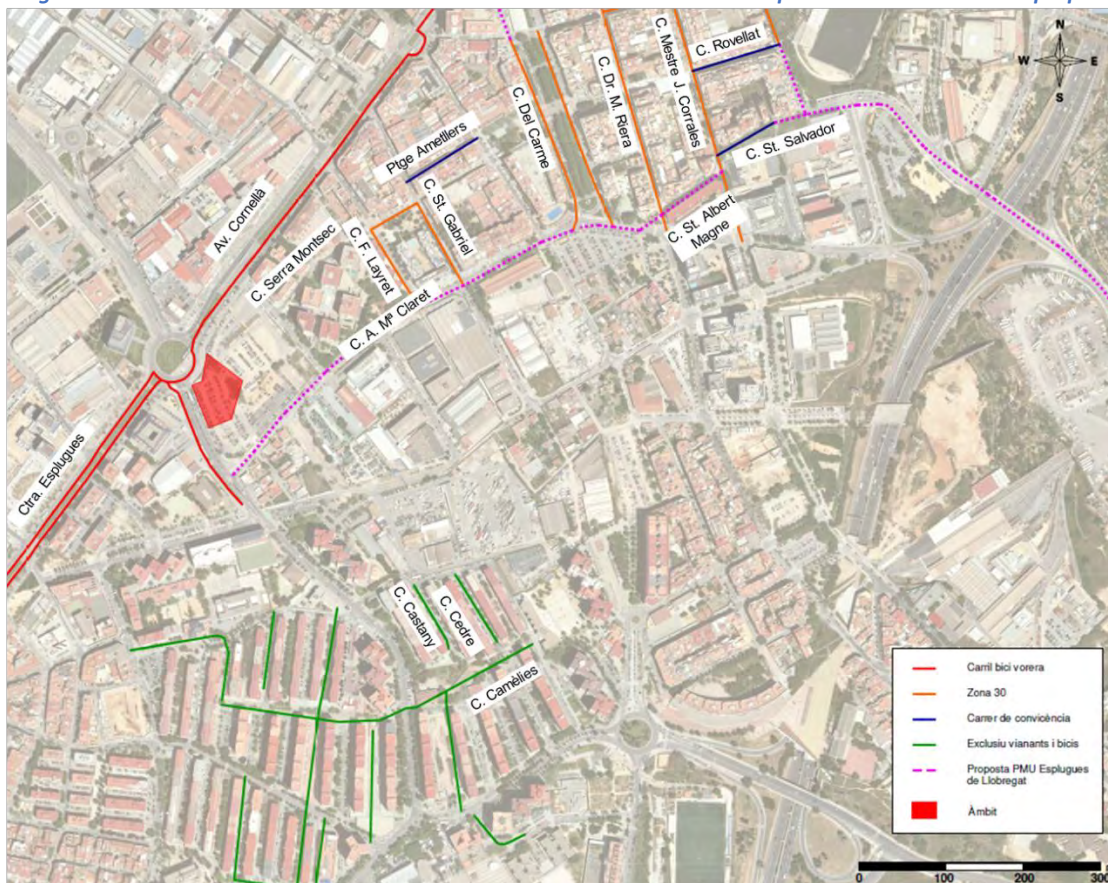 N
W E
S
C. Rovellat
C. Mestre J. Corrales
C. Dr. M. Riera
C. Del Carme
Ptge Ametllers
C. St. Salvador
C. St. Gabriel
Av. Cornellà
C. Serra Montsec
C. F. Layret
C. St. Albert
Magne
C. A. Mª Claret
Ctra. Esplugues
C. Castany
C. Cedre
C. Camèlies
Carril bici vorera
Zona 30
Carrer de convicència
Exclusiu vianants i bicis
Proposta PMU Esplugues
de Llobregat
Àmbit
0 100 200 300